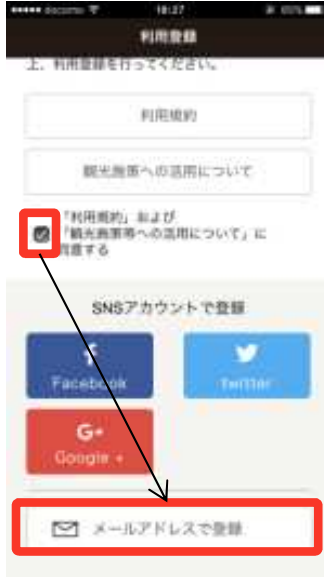 docomo 18:27
利用登録
上、利用登録を行ってください。
利用規約
観光施策への活用について
「利用規約」および
「観光施策等への活用について」に
同意する
SNSアカウントで登録
f
Facebook
twitter
G+
Google +
メールアドレスで登録